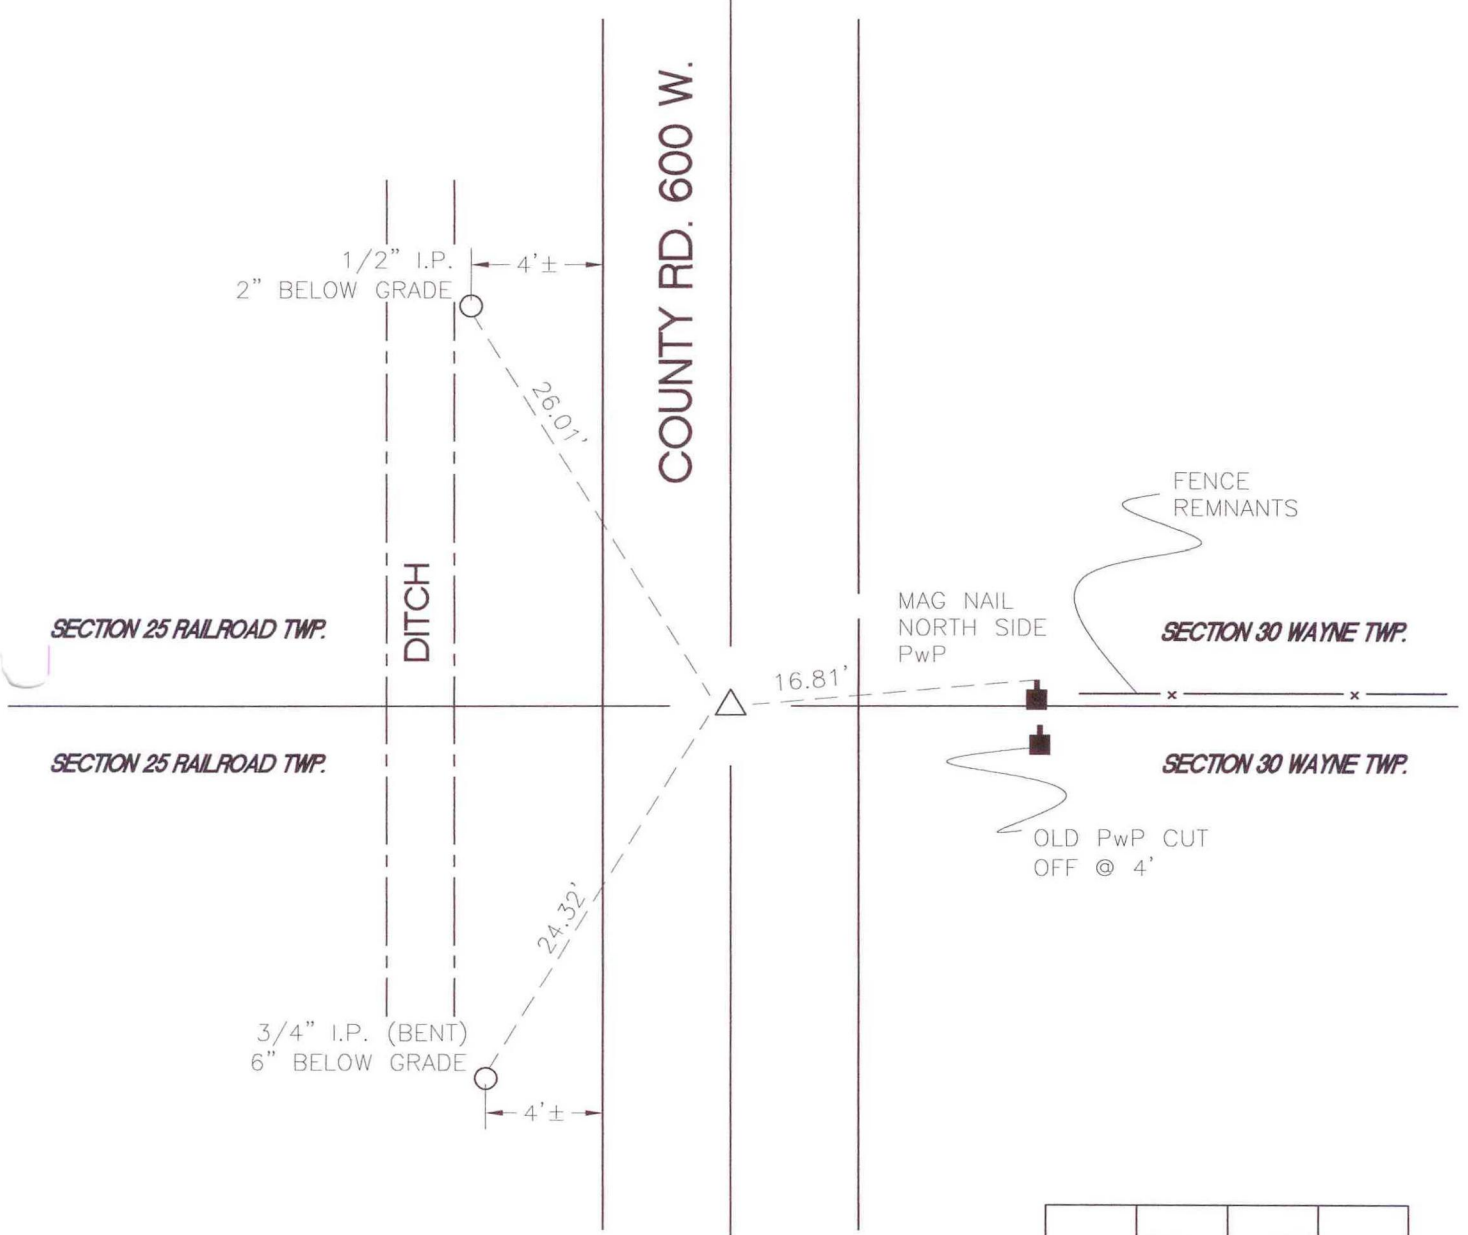 COUNTY RD. 600 W.
1/2" I.P.
2" BELOW GRADE
4'±
26.01'
FENCE
REMNANTS
DITCH
MAG NAIL
NORTH SIDE
PwP
SECTION 25 RAILROAD TWP.
SECTION 30 WAYNE TWP.
16.81'
SECTION 25 RAILROAD TWP.
SECTION 30 WAYNE TWP.
OLD PwP CUT
OFF @ 4'
24.32'
3/4" I.P. (BENT)
6" BELOW GRADE
4'±